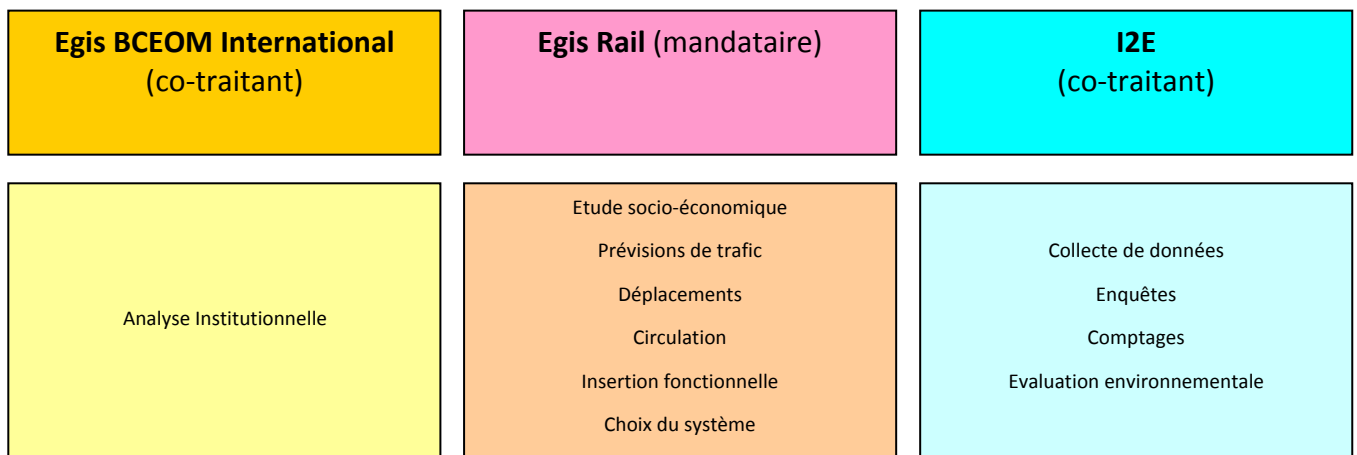 Egis BCEOM International
(co-traitant)
Egis Rail (mandataire)
I2E
(co-traitant)
Analyse Institutionnelle
Etude socio-économique
Prévisions de trafic
Déplacements
Circulation
Insertion fonctionnelle
Choix du système
Collecte de données
Enquêtes
Comptages
Evaluation environnementale